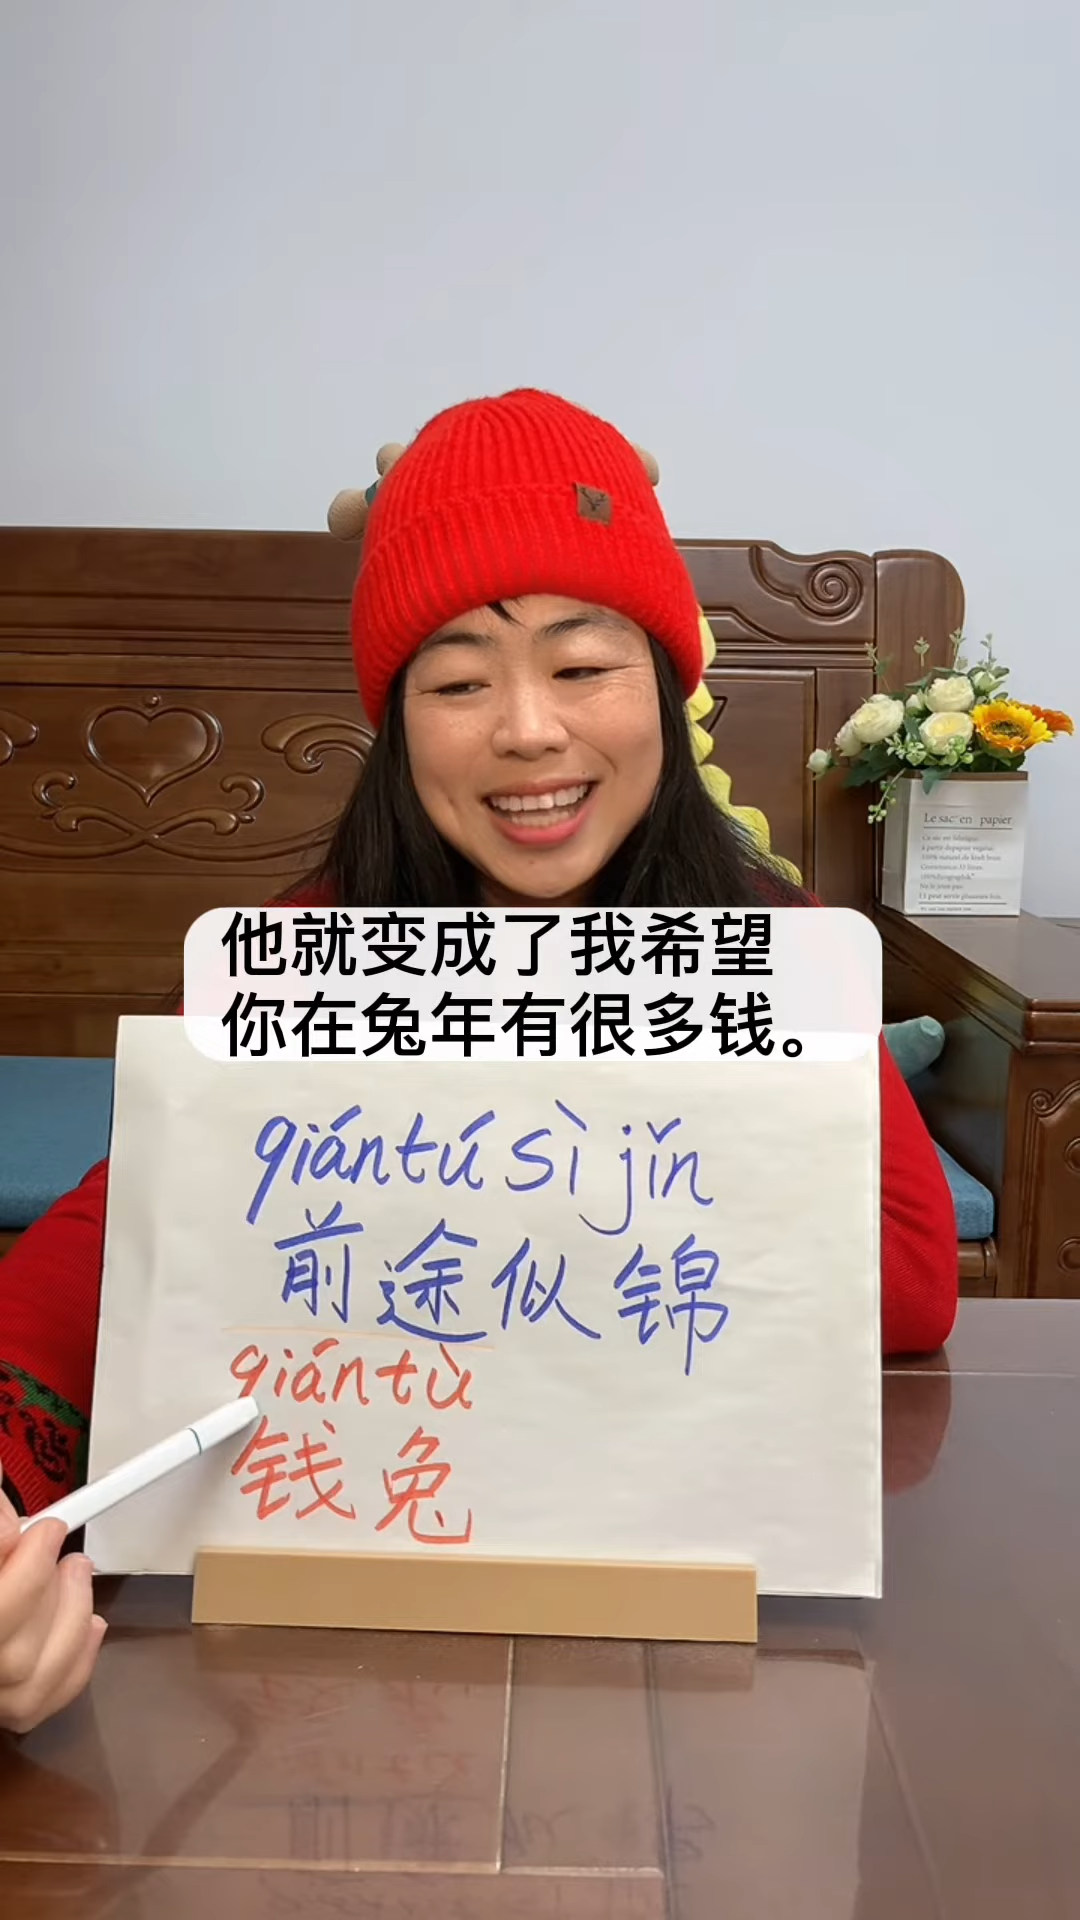 他就变成了我希望
你在兔年有很多钱。
Le sac en papier
qiántú sì jǐn
前途似锦
qiántù
钱兔